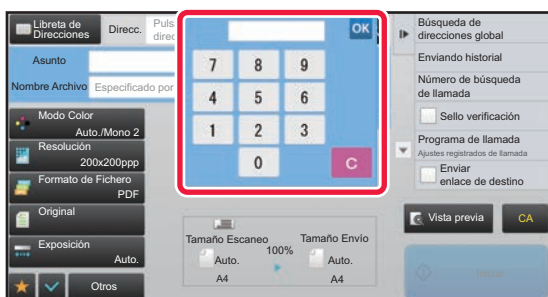 Libreta de
Direcciones
Direcc.
Puls
direc
Asunto
Nombre Archivo
Especificado por
Modo Color
Auto./Mono 2
Resolución
200x200ppp
Formato de Fichero
PDF
Original
Exposición
Auto.
Otros
OK
7 8 9
4 5 6
1 2 3
0 C
Tamaño Escaneo
100%
Tamaño Envío
Auto.
A4
Auto.
A4
Búsqueda de
direcciones global
Enviando historial
Número de búsqueda
de llamada
Sello verificación
Programa de llamada
Ajustes registrados de llamada
Enviar
enlace de destino
Vista previa
CA
Iniciar